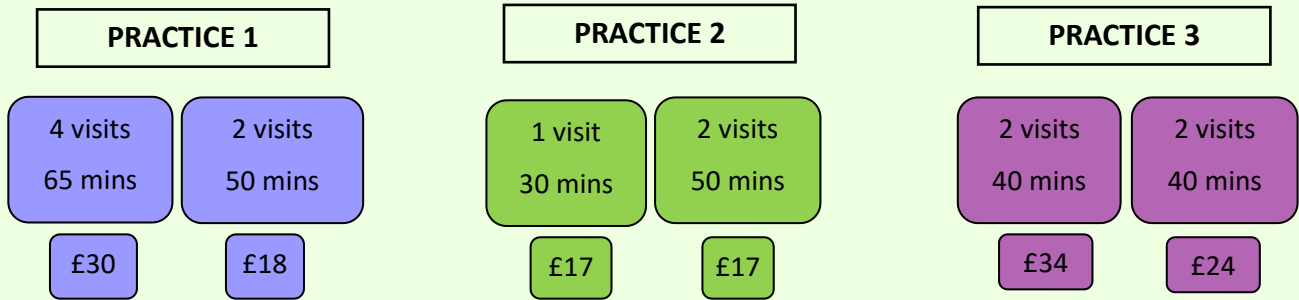 PRACTICE 1
4 visits
65 mins
£30
2 visits
50 mins
£18
PRACTICE 2
1 visit
30 mins
£17
2 visits
50 mins
£17
PRACTICE 3
2 visits
40 mins
£34
2 visits
40 mins
£24